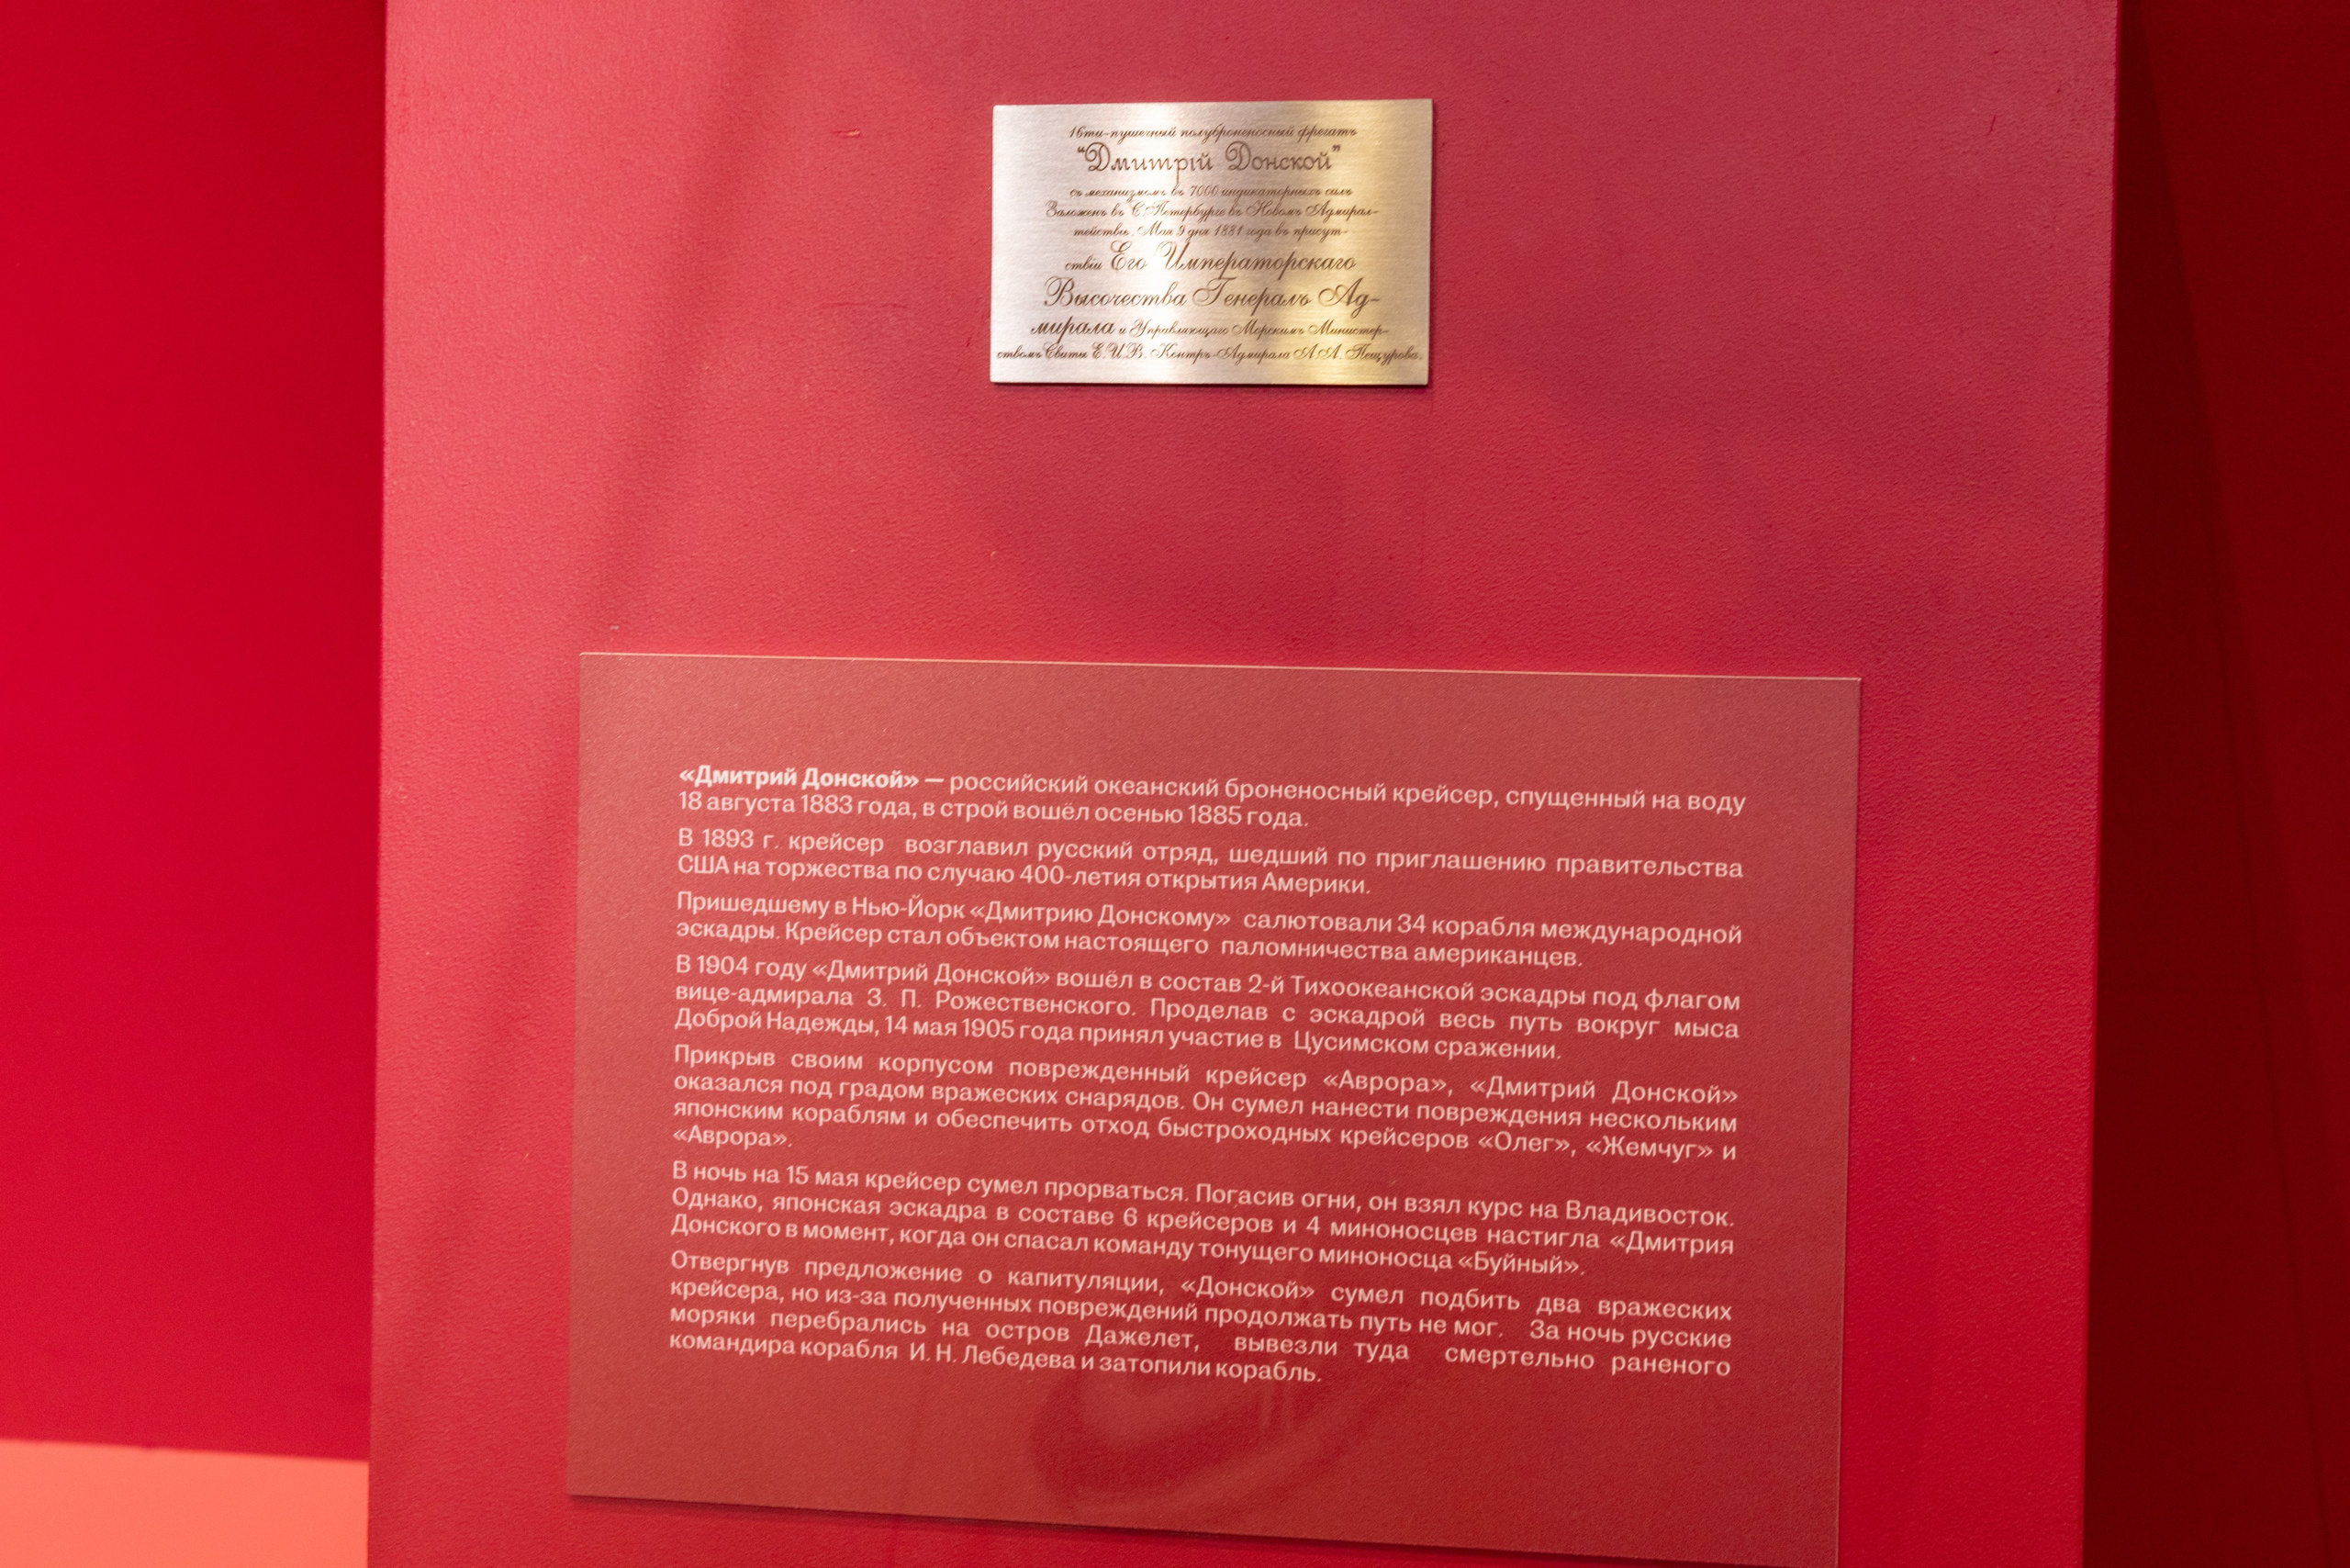 16ти-пушечный полуброненосный фрегатъ
"Дмитрій Донской"
съ механизмомъ въ 7000 индикаторныхъ силъ
Заложенъ въ С.Петербурге въ Новомъ Адмирал-
тействѣ, Мая 9 дня 1881 года въ присут-
ствіи Его Императорскаго
Высочества Генералъ Ад-
мирала и Управляющаго Морскимъ Министер-
ствомъ Свиты Е.И.В. Контръ-Адмирала А.А. Пещурова.
«Дмитрий Донской» — российский океанский броненосный крейсер, спущенный на воду
18 августа 1883 года, в строй вошёл осенью 1885 года.
В 1893 г. крейсер возглавил русский отряд, шедший по приглашению правительства
США на торжества по случаю 400-летия открытия Америки.
Пришедшему в Нью-Йорк «Дмитрию Донскому» салютовали 34 корабля международной
эскадры. Крейсер стал объектом настоящего паломничества американцев.
В 1904 году «Дмитрий Донской» вошёл в состав 2-й Тихоокеанской эскадры под флагом
вице-адмирала З. П. Рожественского. Проделав с эскадрой весь путь вокруг мыса
Доброй Надежды, 14 мая 1905 года принял участие в Цусимском сражении.
Прикрыв своим корпусом поврежденный крейсер «Аврора», «Дмитрий Донской»
оказался под градом вражеских снарядов. Он сумел нанести повреждения нескольким
японским кораблям и обеспечить отход быстроходных крейсеров «Олег», «Жемчуг» и
«Аврора».
В ночь на 15 мая крейсер сумел прорваться. Погасив огни, он взял курс на Владивосток.
Однако, японская эскадра в составе 6 крейсеров и 4 миноносцев настигла «Дмитрия
Донского в момент, когда он спасал команду тонущего миноносца «Буйный».
Отвергнув предложение о капитуляции, «Донской» сумел подбить два вражеских
крейсера, но из-за полученных повреждений продолжать путь не мог. За ночь русские
моряки перебрались на остров Дажелет, вывезли туда смертельно раненого
командира корабля И. Н. Лебедева и затопили корабль.